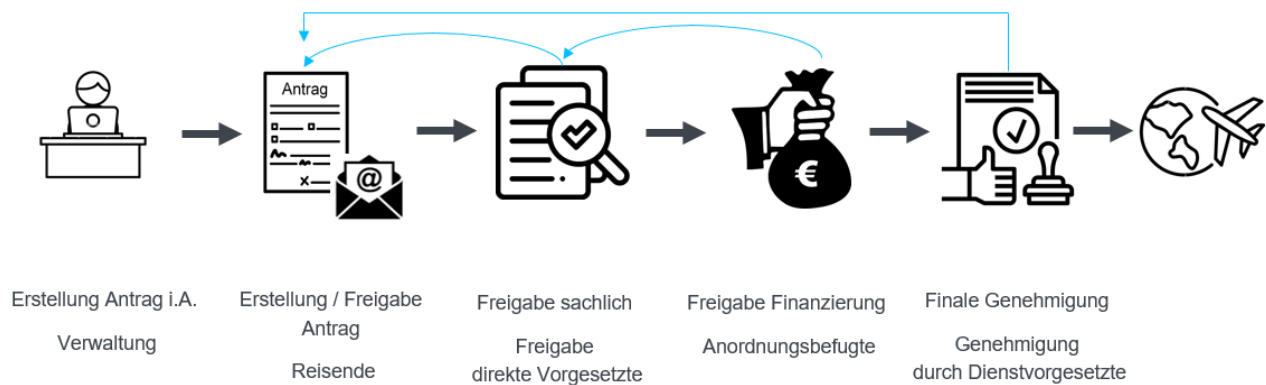 Antrag
x
@
€
Erstellung Antrag i.A.
Verwaltung
Erstellung / Freigabe
Antrag
Reisende
Freigabe sachlich
Freigabe
direkte Vorgesetzte
Freigabe Finanzierung
Anordnungsbefugte
Finale Genehmigung
Genehmigung
durch Dienstvorgesetzte